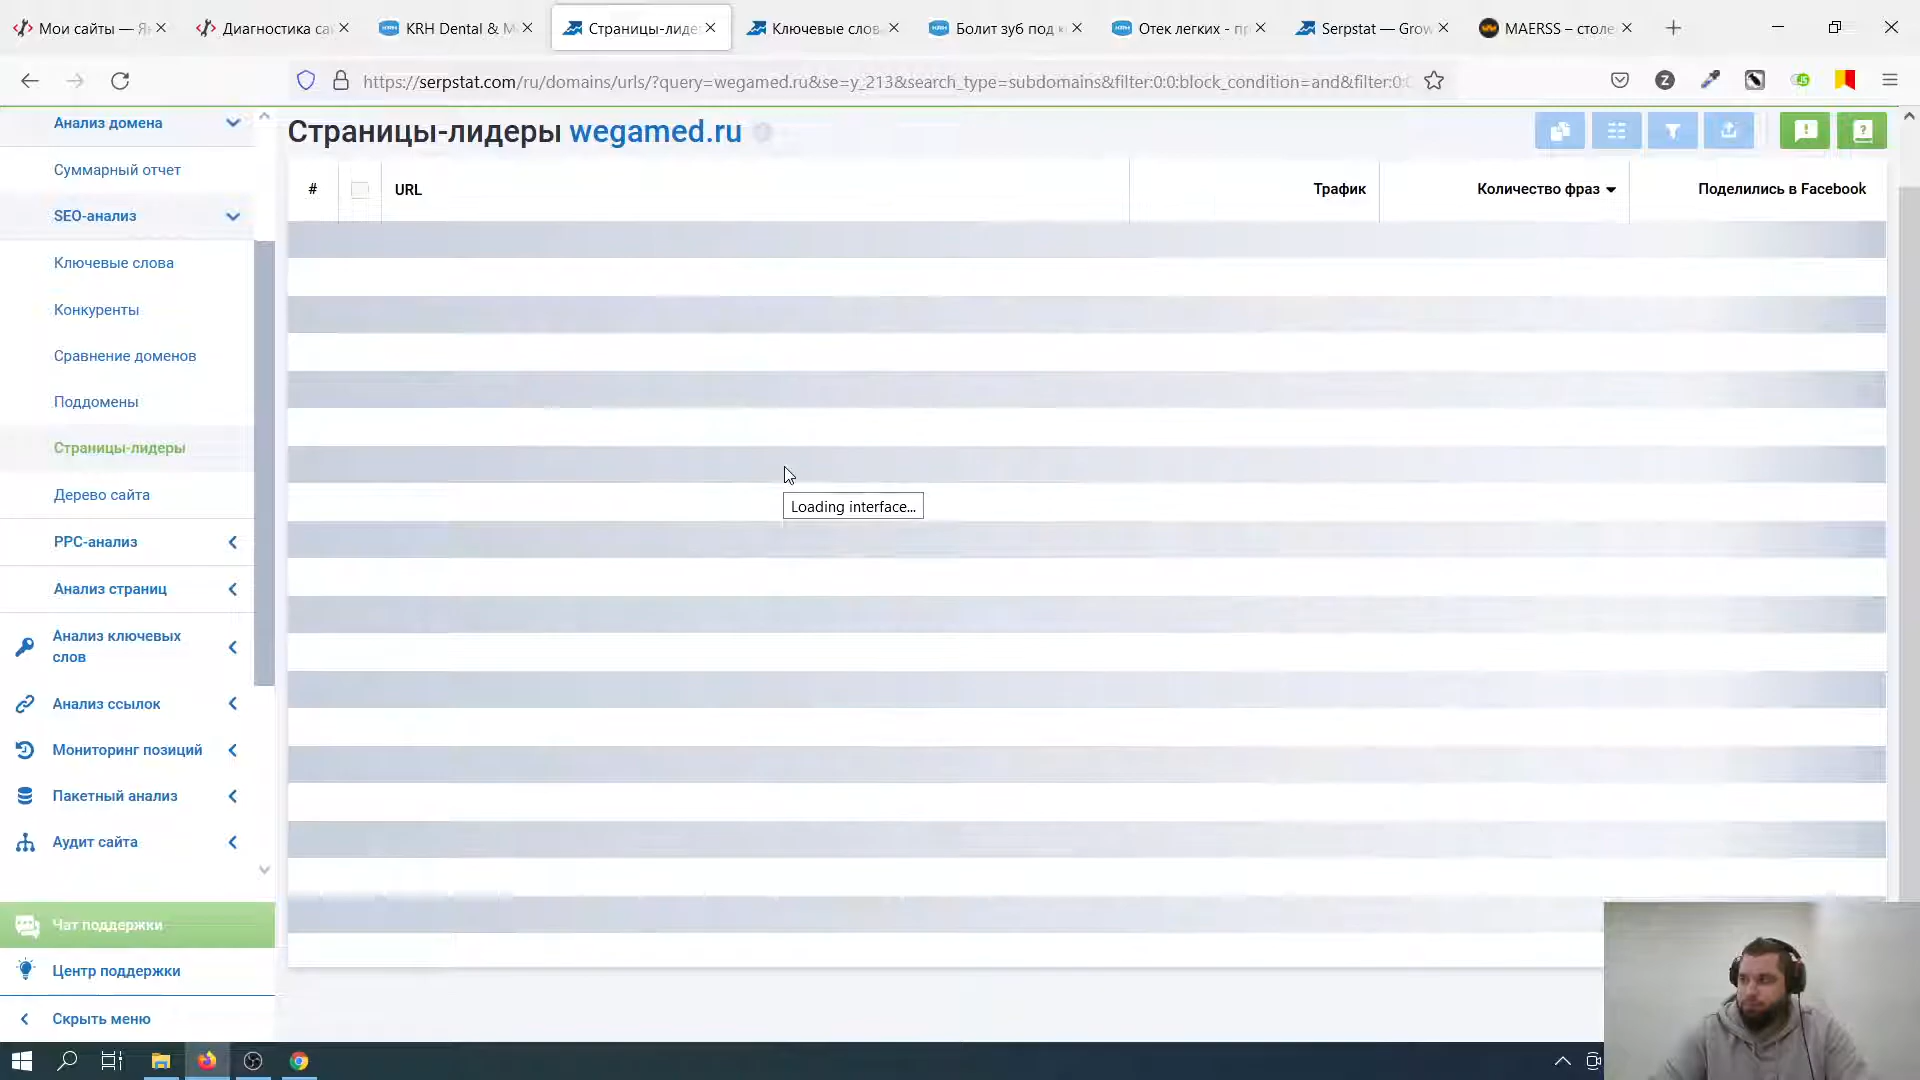 Мои сайты — Я
Диагностика са
KRH Dental & M
Страницы-лиде
Ключевые слов
Болит зуб под к
Отек легких - п
Serpstat — Grow
MAERSS – столе
https://serpstat.com/ru/domains/urls/?query=wegamed.ru&se=y_213&search_type=subdomains&filter:0:0:block_condition=and&filter:0:
Анализ домена
Суммарный отчет
SEO-анализ
Ключевые слова
Конкуренты
Сравнение доменов
Поддомены
Страницы-лидеры
Дерево сайта
PPC-анализ
Анализ страниц
Анализ ключевых
слов
Анализ ссылок
Мониторинг позиций
Пакетный анализ
Аудит сайта
Чат поддержки
Центр поддержки
Скрыть меню
Страницы-лидеры wegamed.ru
# URL Трафик Количество фраз Поделились в Facebook
Loading interface...